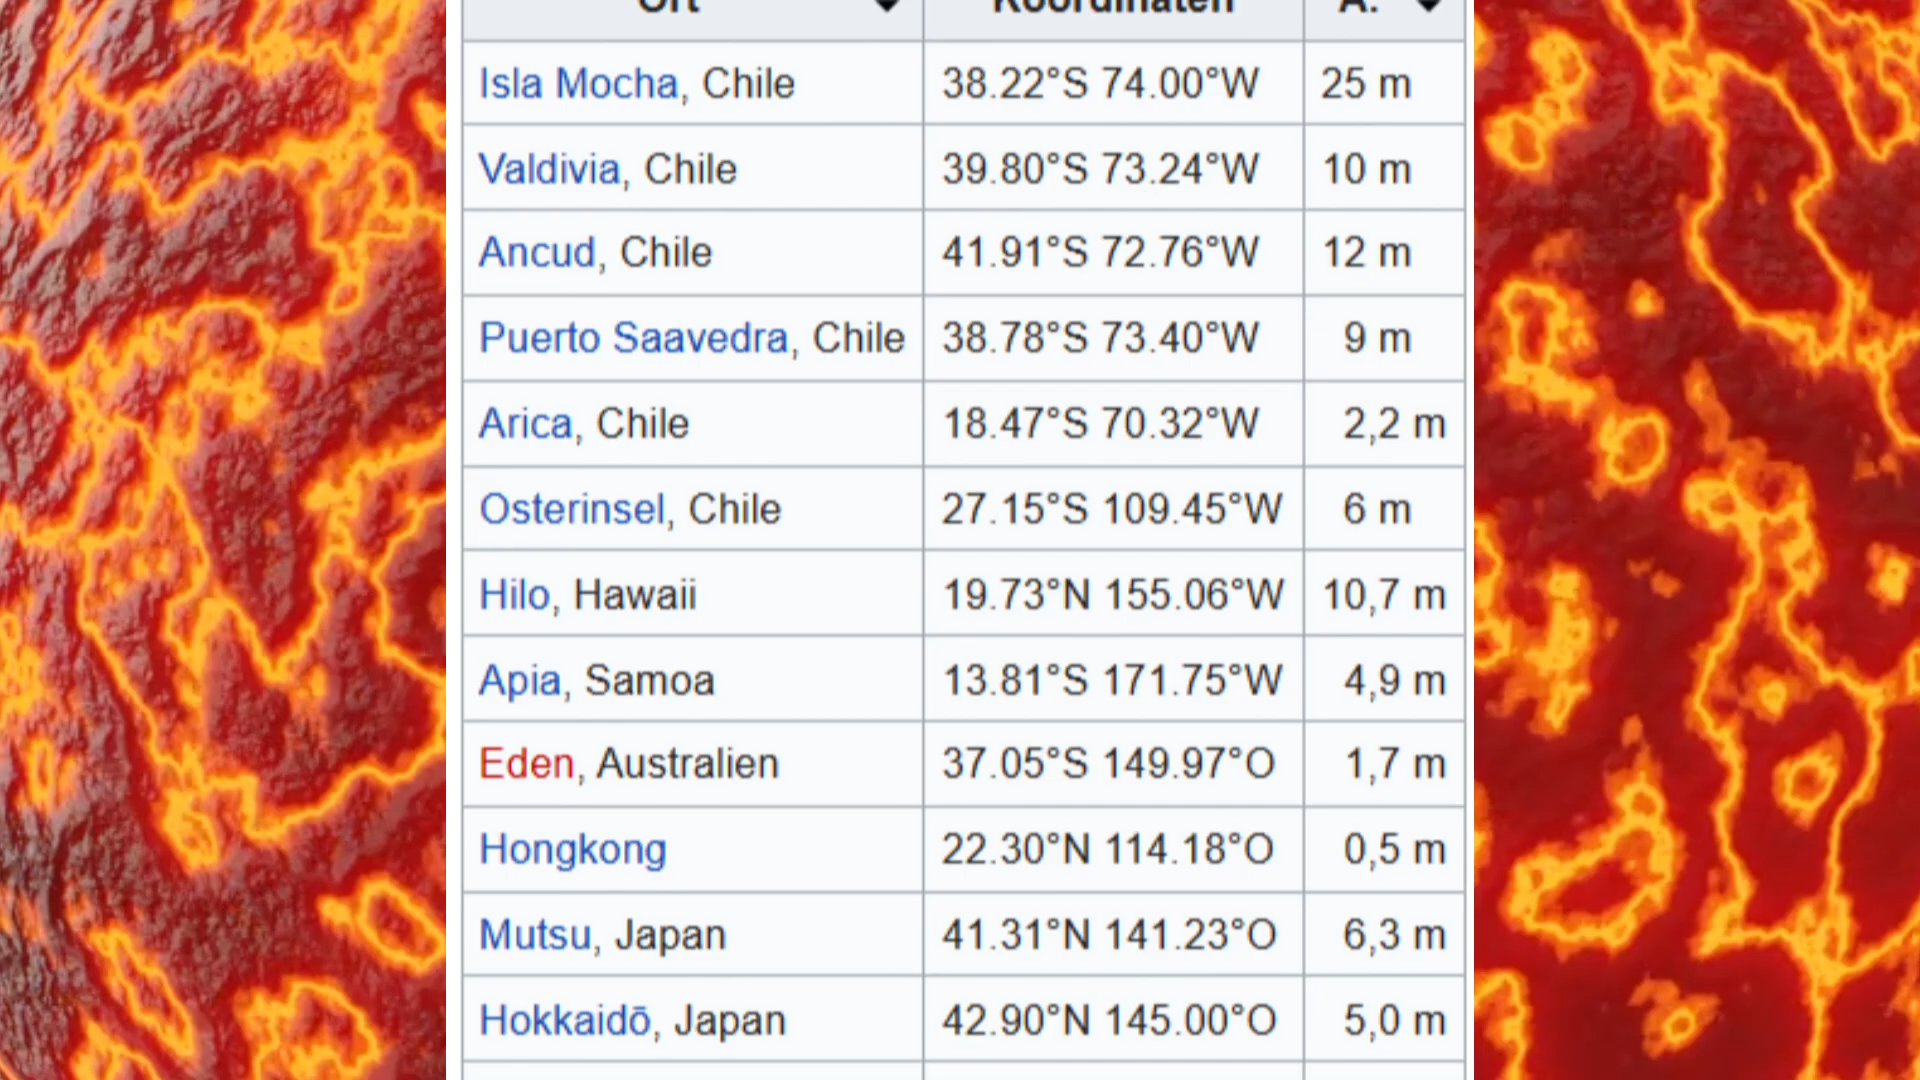 Ort Koordinaten A.
Isla Mocha, Chile 38.22°S 74.00°W 25 m
Valdivia, Chile 39.80°S 73.24°W 10 m
Ancud, Chile 41.91°S 72.76°W 12 m
Puerto Saavedra, Chile 38.78°S 73.40°W 9 m
Arica, Chile 18.47°S 70.32°W 2,2 m
Osterinsel, Chile 27.15°S 109.45°W 6 m
Hilo, Hawaii 19.73°N 155.06°W 10,7 m
Apia, Samoa 13.81°S 171.75°W 4,9 m
Eden, Australien 37.05°S 149.97°O 1,7 m
Hongkong 22.30°N 114.18°O 0,5 m
Mutsu, Japan 41.31°N 141.23°O 6,3 m
Hokkaidō, Japan 42.90°N 145.00°O 5,0 m